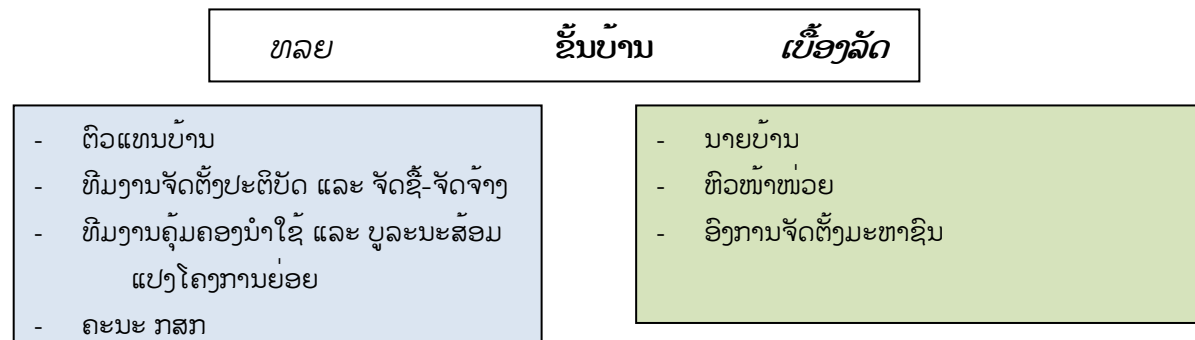 ທລຍ ຂັ້ນບ້ານ ເບື້ອງລັດ
- ຕົວແທນບ້ານ
- ທີມງານຈັດຕັ້ງປະຕິບັດ ແລະ ຈັດຊື້-ຈັດຈ້າງ
- ທີມງານຄຸ້ມຄອງນຳໃຊ້ ແລະ ບູລະນະສ້ອມ
ແປງໂຄງການຍ່ອຍ
- ຄະນະ ກສກ
- ນາຍບ້ານ
- ຫົວໜ້າໜ່ວຍ
- ອົງການຈັດຕັ້ງມະຫາຊົນ